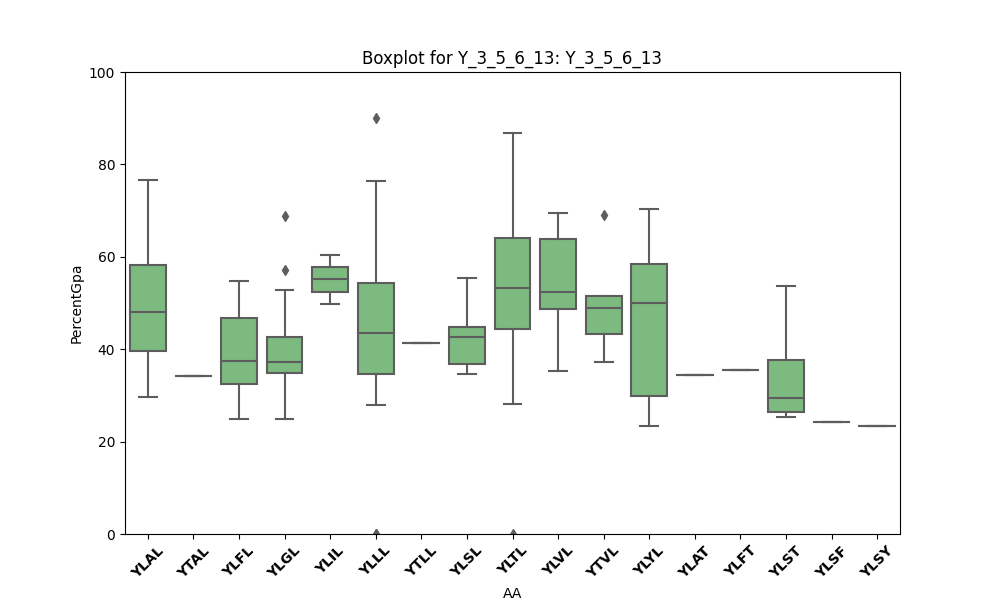 Boxplot for Y_3_5_6_13: Y_3_5_6_13
100
80
60
40
20
0
PercentGpa
YLAL YTAL YLFL YLGL YLIL YLLL YTLL YLSL YLTL YLVL YTVL YLYL YLAT YLFT YLST YLSF YLSY
AA